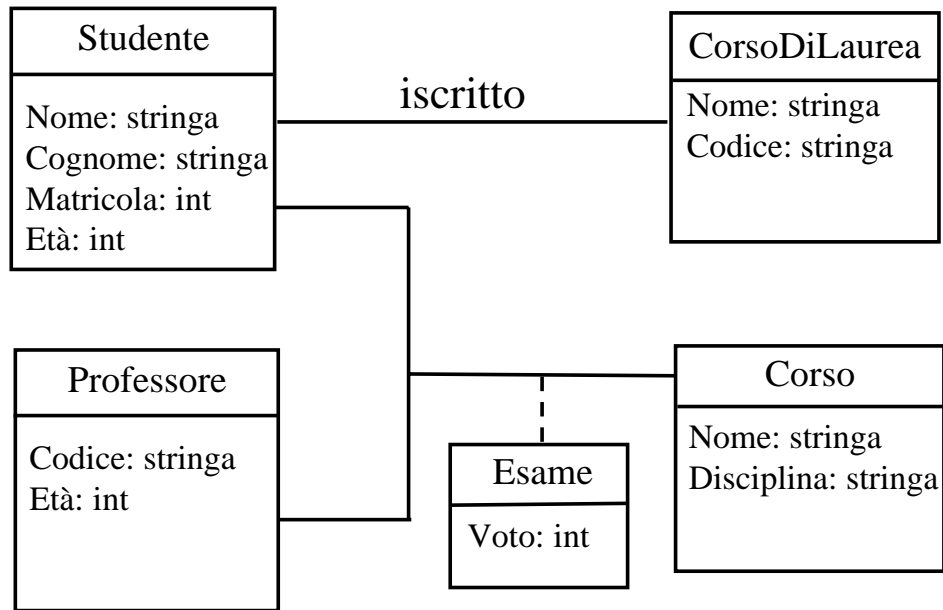 Studente
Nome: stringa
Cognome: stringa
Matricola: int
Età: int
iscritto
CorsoDiLaurea
Nome: stringa
Codice: stringa
Professore
Codice: stringa
Età: int
Esame
Voto: int
Corso
Nome: stringa
Disciplina: stringa